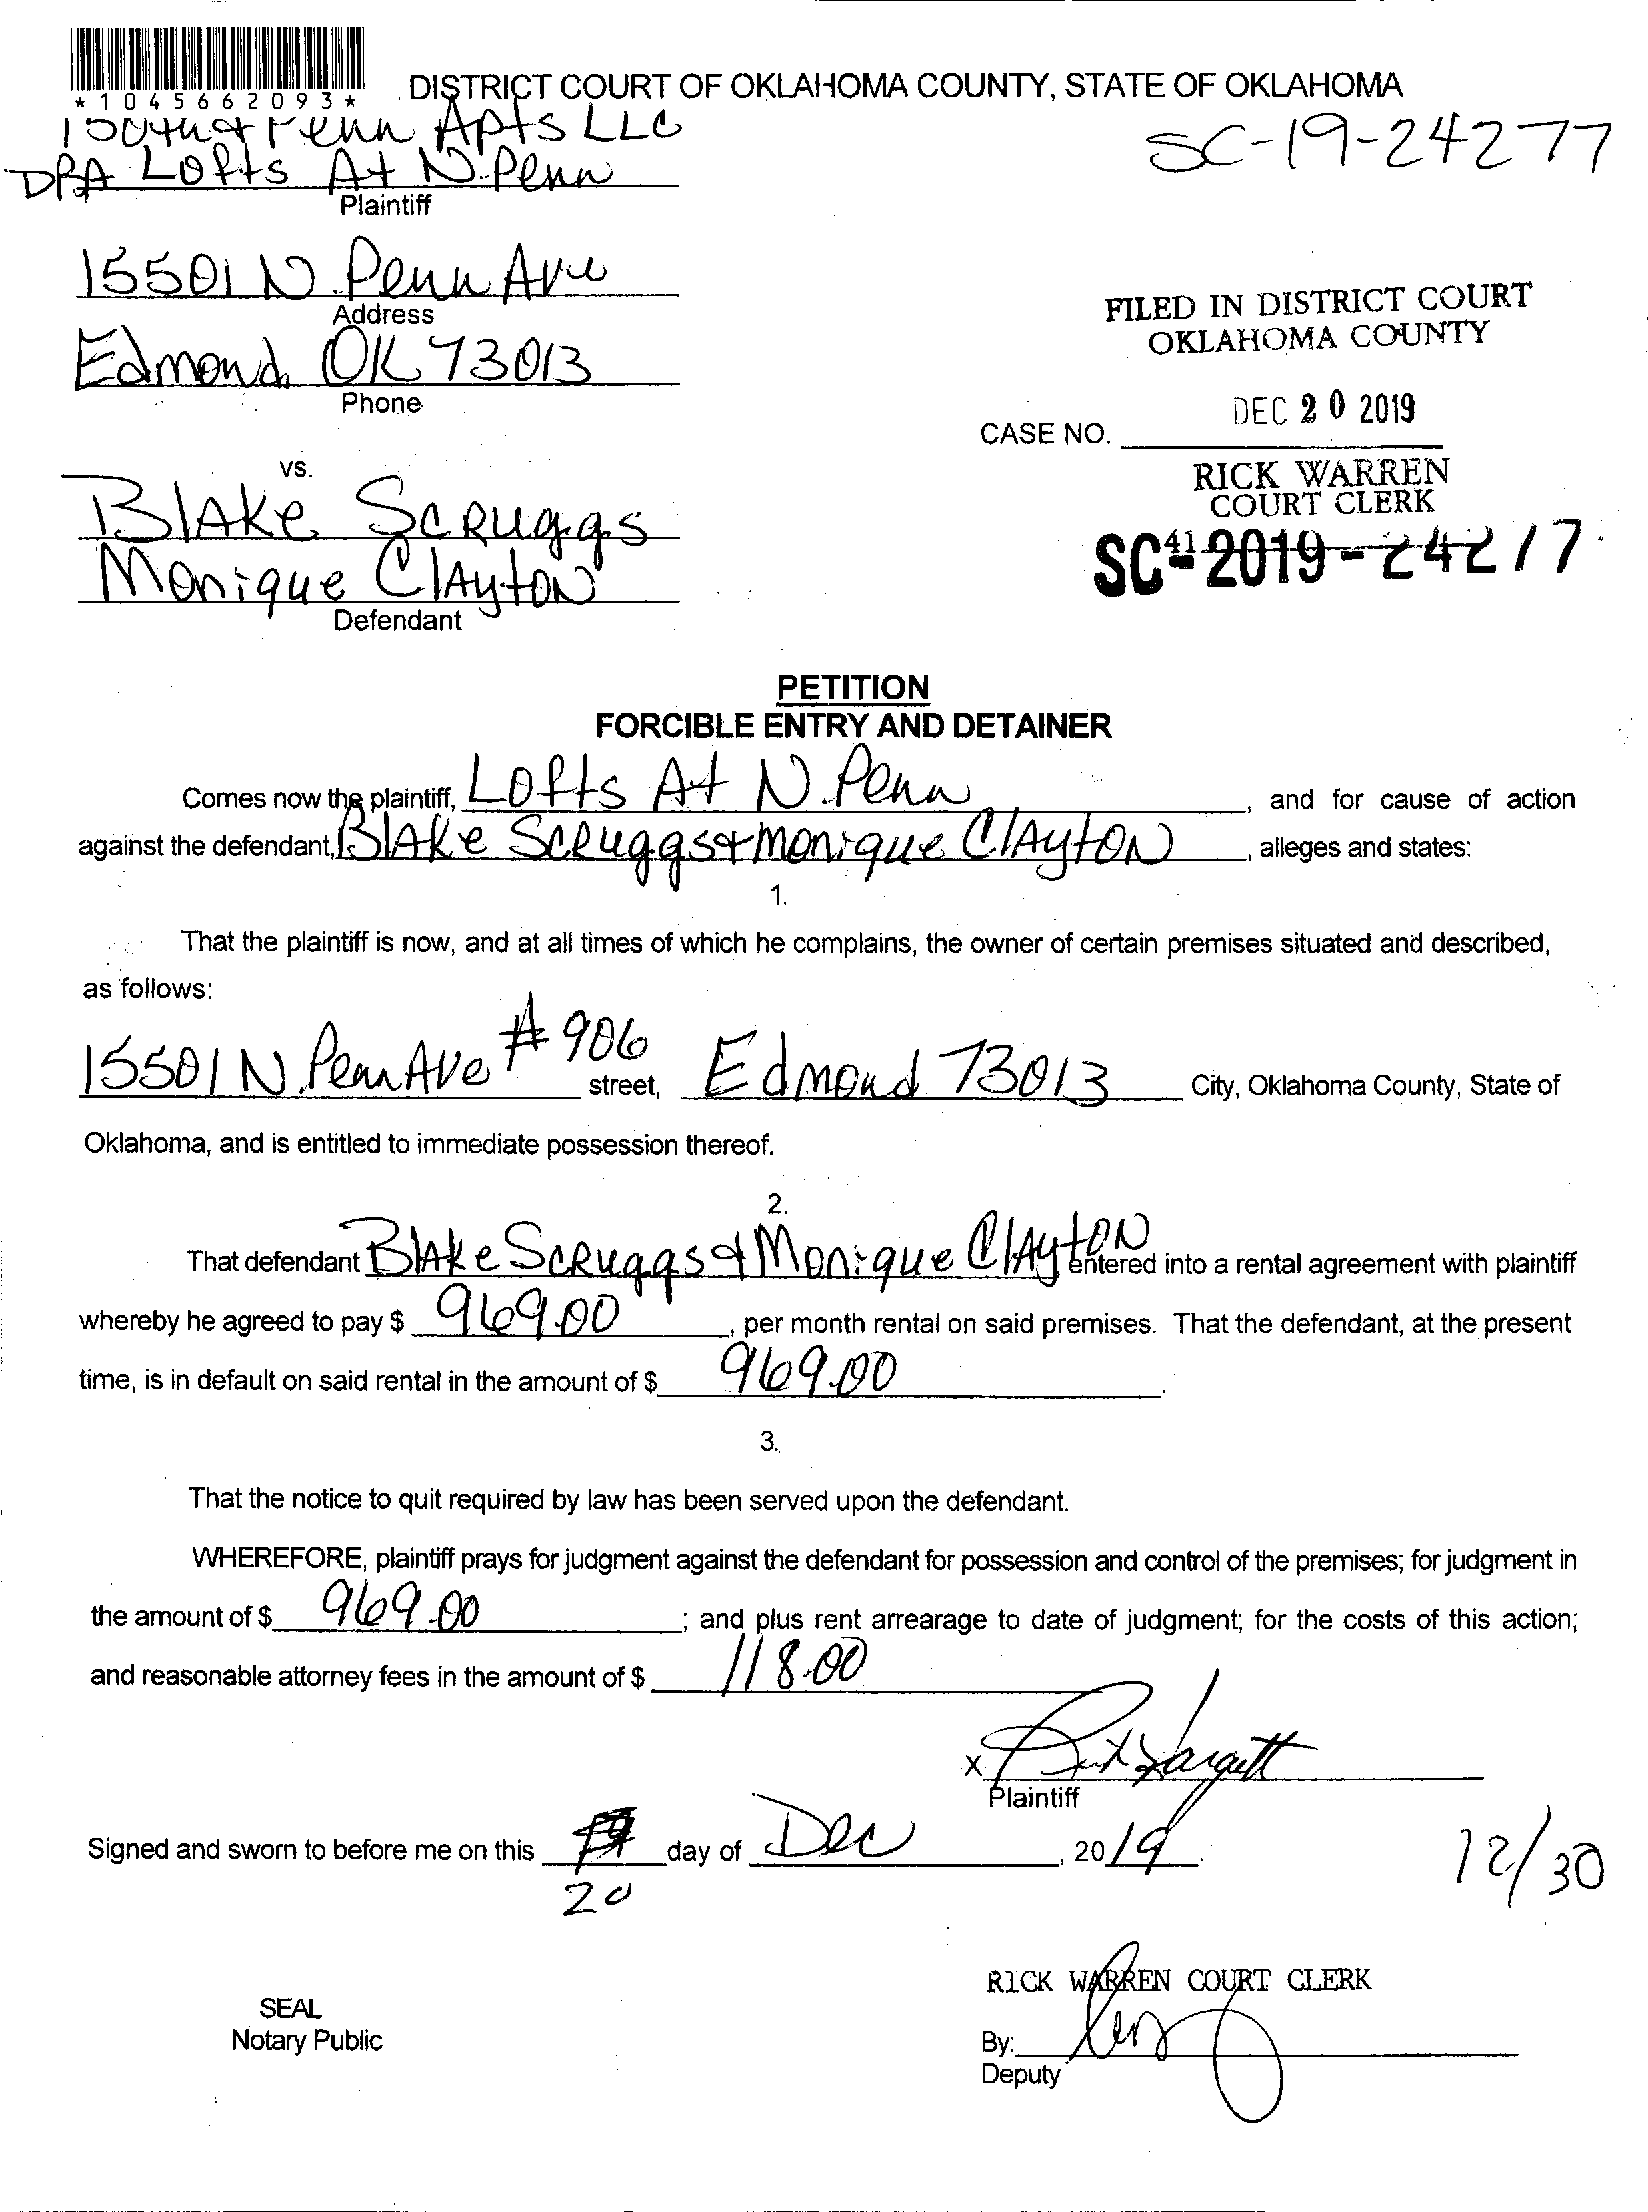 *1045662093*
DISTRICT COURT OF OKLAHOMA COUNTY, STATE OF OKLAHOMA
150th & Penn Apts LLC
SC-19-24277
DBA Lofts At N. Penn
Plaintiff
15501 N. Penn Ave
Address
Edmond OK 73013
Phone
FILED IN DISTRICT COURT
OKLAHOMA COUNTY
DEC 20 2019
CASE NO.
RICK WARREN
COURT CLERK
41
SC-2019-24277
vs.
Blake Scruggs
Monique Clayton
Defendant
PETITION
FORCIBLE ENTRY AND DETAINER
Comes now the plaintiff, Lofts At N. Penn, and for cause of action
against the defendant, Blake Scruggs & Monique Clayton, alleges and states:
1.
That the plaintiff is now, and at all times of which he complains, the owner of certain premises situated and described,
as follows:
15501 N. Penn Ave #906 street, Edmond 73013 City, Oklahoma County, State of
Oklahoma, and is entitled to immediate possession thereof.
2.
That defendant Blake Scruggs & Monique Clayton entered into a rental agreement with plaintiff
whereby he agreed to pay $ 969.00, per month rental on said premises. That the defendant, at the present
time, is in default on said rental in the amount of $ 969.00.
3.
That the notice to quit required by law has been served upon the defendant.
WHEREFORE, plaintiff prays for judgment against the defendant for possession and control of the premises; for judgment in
the amount of $ 969.00; and plus rent arrearage to date of judgment; for the costs of this action;
and reasonable attorney fees in the amount of $ 118.00
x
Plaintiff
Signed and sworn to before me on this 20 day of Dec, 2019.
12/30
RICK WARREN COURT CLERK
SEAL
Notary Public
By:
Deputy